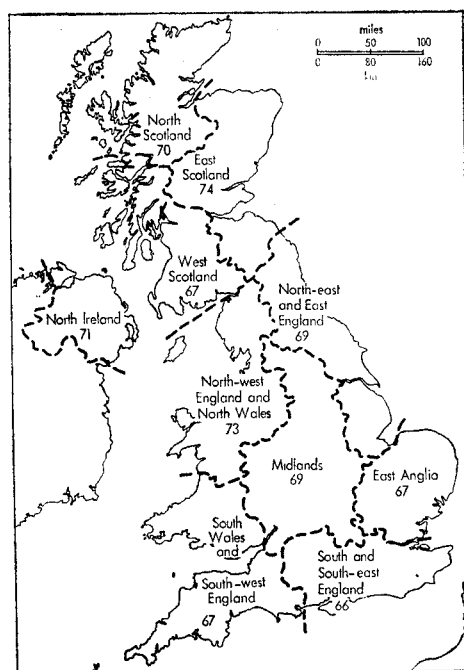 miles
0 50 100
0 80 160
North
Scotland
70
East
Scotland
74
West
Scotland
67
North Ireland
71
North-east
and East
England
69
North-west
England and
North Wales
73
Midlands
69
East Anglia
67
South
Wales
and
South-west
England
67
South and
South-east
England
66